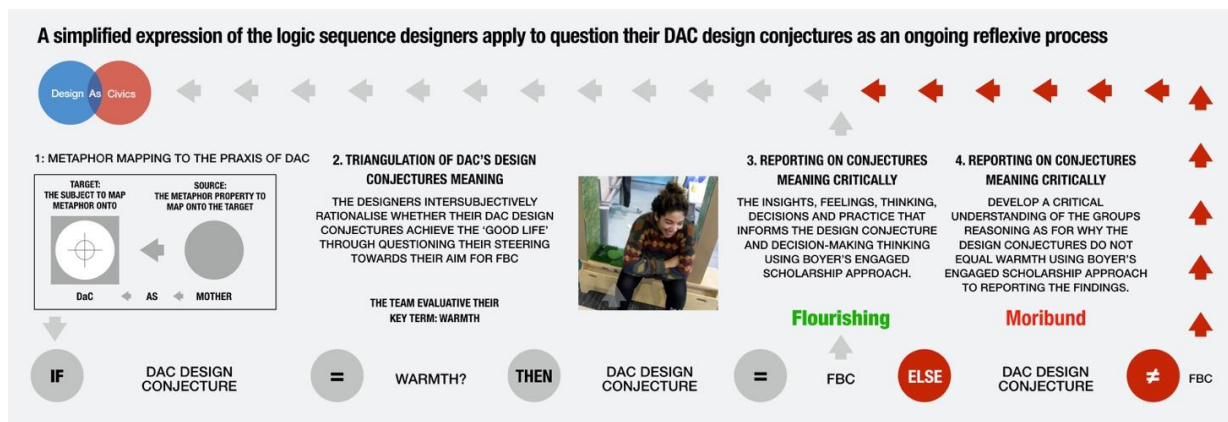 A simplified expression of the logic sequence designers apply to question their DAC design conjectures as an ongoing reflexive process
Design As Civics
1: METAPHOR MAPPING TO THE PRAXIS OF DAC
TARGET:
THE SUBJECT TO MAP
METAPHOR ONTO
SOURCE:
THE METAPHOR PROPERTY TO
MAP ONTO THE TARGET
DaC AS MOTHER
2. TRIANGULATION OF DAC'S DESIGN
CONJECTURES MEANING
THE DESIGNERS INTERSUBJECTIVELY
RATIONALISE WHETHER THEIR DAC DESIGN
CONJECTURES ACHIEVE THE ‘GOOD LIFE’
THROUGH QUESTIONING THEIR STEERING
TOWARDS THEIR AIM FOR FBC
THE TEAM EVALUATIVE THEIR
KEY TERM: WARMTH
3. REPORTING ON CONJECTURES
MEANING CRITICALLY
THE INSIGHTS, FEELINGS, THINKING,
DECISIONS AND PRACTICE THAT
INFORMS THE DESIGN CONJECTURE
AND DECISION-MAKING THINKING
USING BOYER'S ENGAGED
SCHOLARSHIP APPROACH.
Flourishing
4. REPORTING ON CONJECTURES
MEANING CRITICALLY
DEVELOP A CRITICAL
UNDERSTANDING OF THE GROUPS
REASONING AS FOR WHY THE
DESIGN CONJECTURES DO NOT
EQUAL WARMTH USING BOYER'S
ENGAGED SCHOLARSHIP APPROACH
TO REPORTING THE FINDINGS.
Moribund
IF
DAC DESIGN
CONJECTURE
=
WARMTH?
THEN
DAC DESIGN
CONJECTURE
=
FBC
ELSE
DAC DESIGN
CONJECTURE
≠
FBC